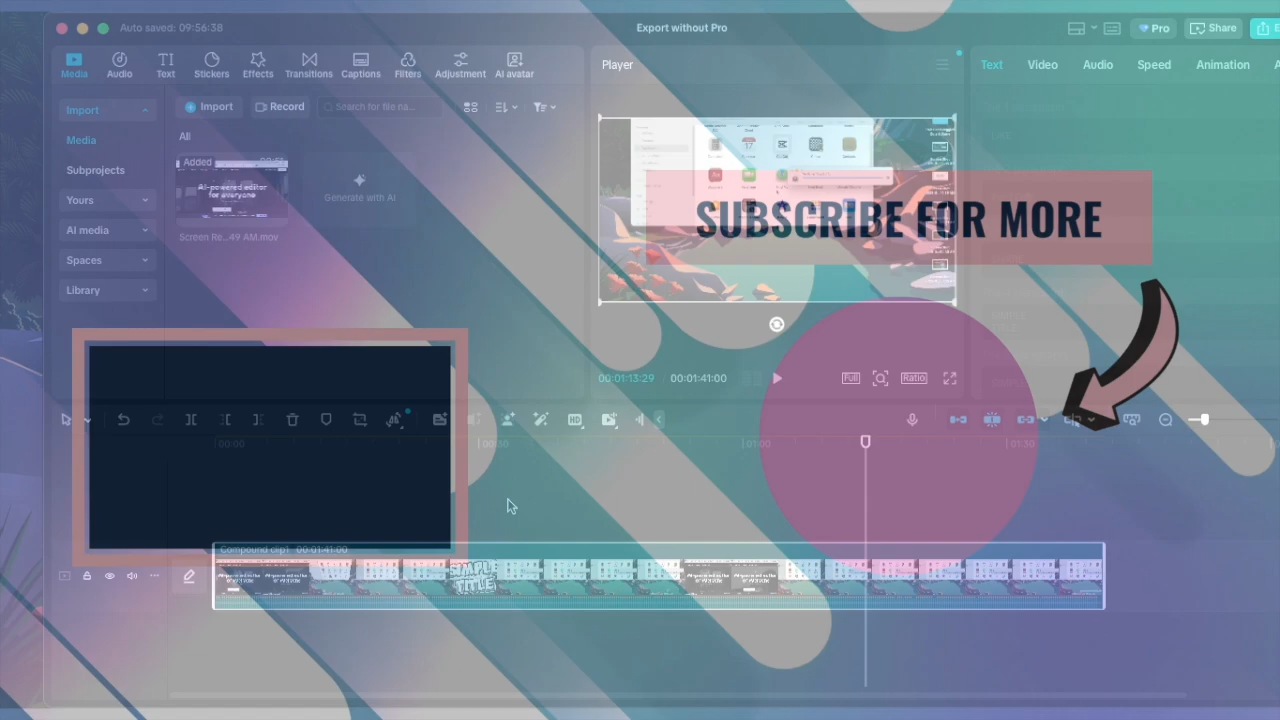 Auto saved: 09:56:38
Export without Pro
Pro
Share
Media
Audio
Text
Stickers
Effects
Transitions
Captions
Filters
Adjustment
AI avatar
Player
Text
Video
Audio
Speed
Animation
Import
Media
Subprojects
Yours
AI media
Spaces
Library
Import
Record
Search for file na...
All
Added
AI-powered editor
for everyone
Generate with AI
Screen Re...49 AM.mov
SUBSCRIBE FOR MORE
00:01:13:29 / 00:01:41:00
Full
Ratio
00:00
00:30
01:00
01:30
Compound clip1 00:01:41:00
SIMPLE
TITLE